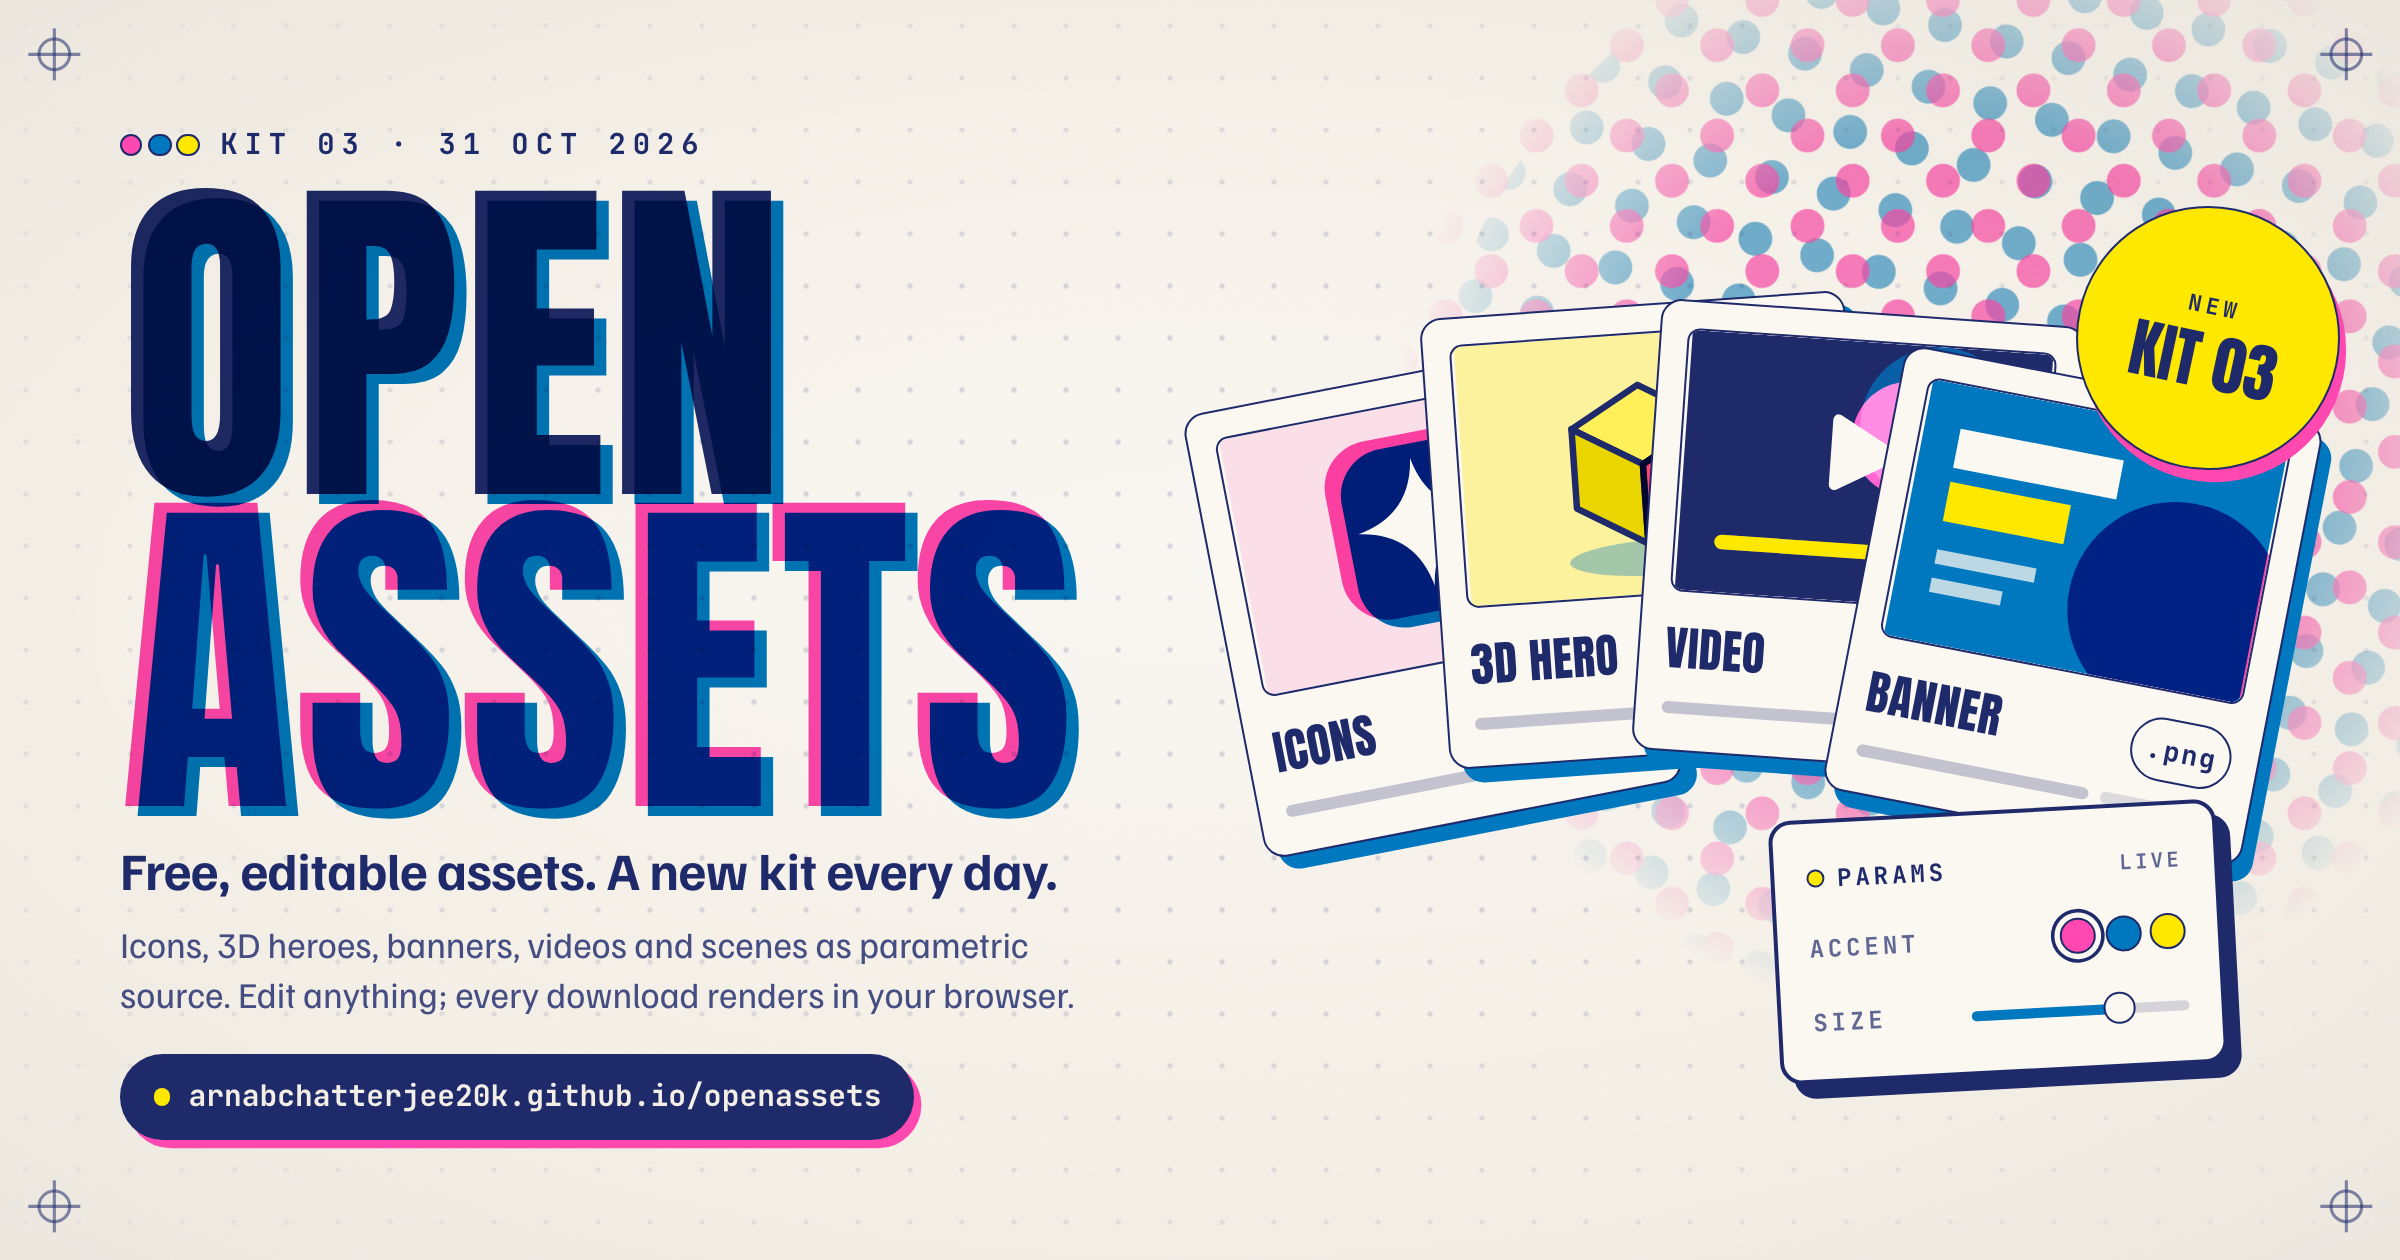 KIT 03 · 31 OCT 2026
OPEN
ASSETS
Free, editable assets. A new kit every day.
Icons, 3D heroes, banners, videos and scenes as parametric
source. Edit anything; every download renders in your browser.
arnabchatterjee20k.github.io/openassets
ICONS
3D HERO
VIDEO
BANNER
.png
NEW
KIT 03
PARAMS
LIVE
ACCENT
SIZE